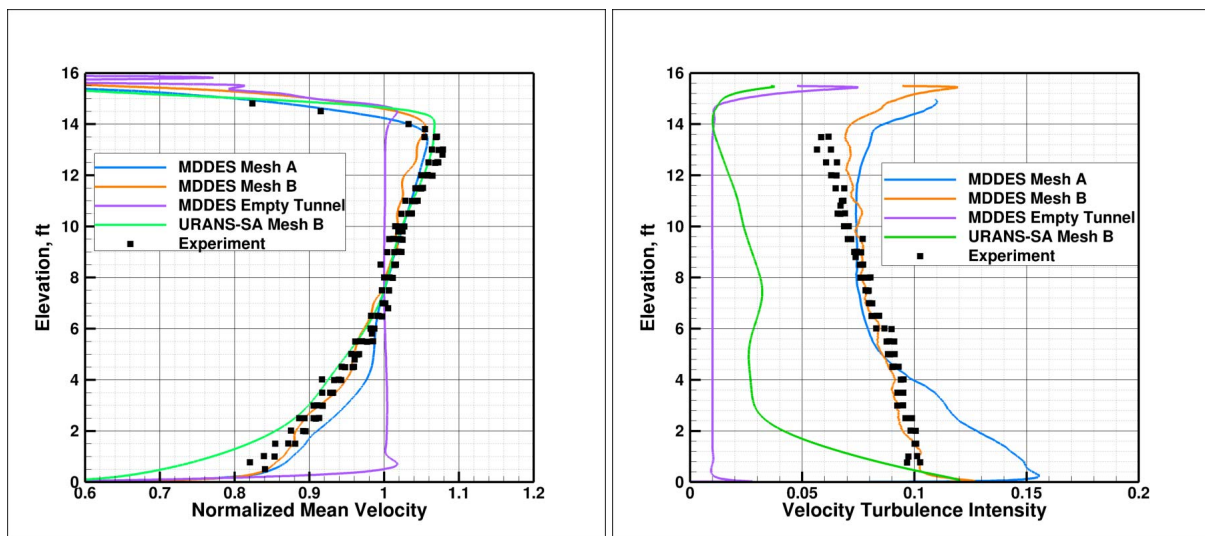 16
14
12
10
8
6
4
2
0
Elevation, ft
MDDES Mesh A
MDDES Mesh B
MDDES Empty Tunnel
URANS-SA Mesh B
Experiment
0.6 0.7 0.8 0.9 1 1.1 1.2
Normalized Mean Velocity
16
14
12
10
8
6
4
2
0
Elevation, ft
MDDES Mesh A
MDDES Mesh B
MDDES Empty Tunnel
URANS-SA Mesh B
Experiment
0 0.05 0.1 0.15 0.2
Velocity Turbulence Intensity